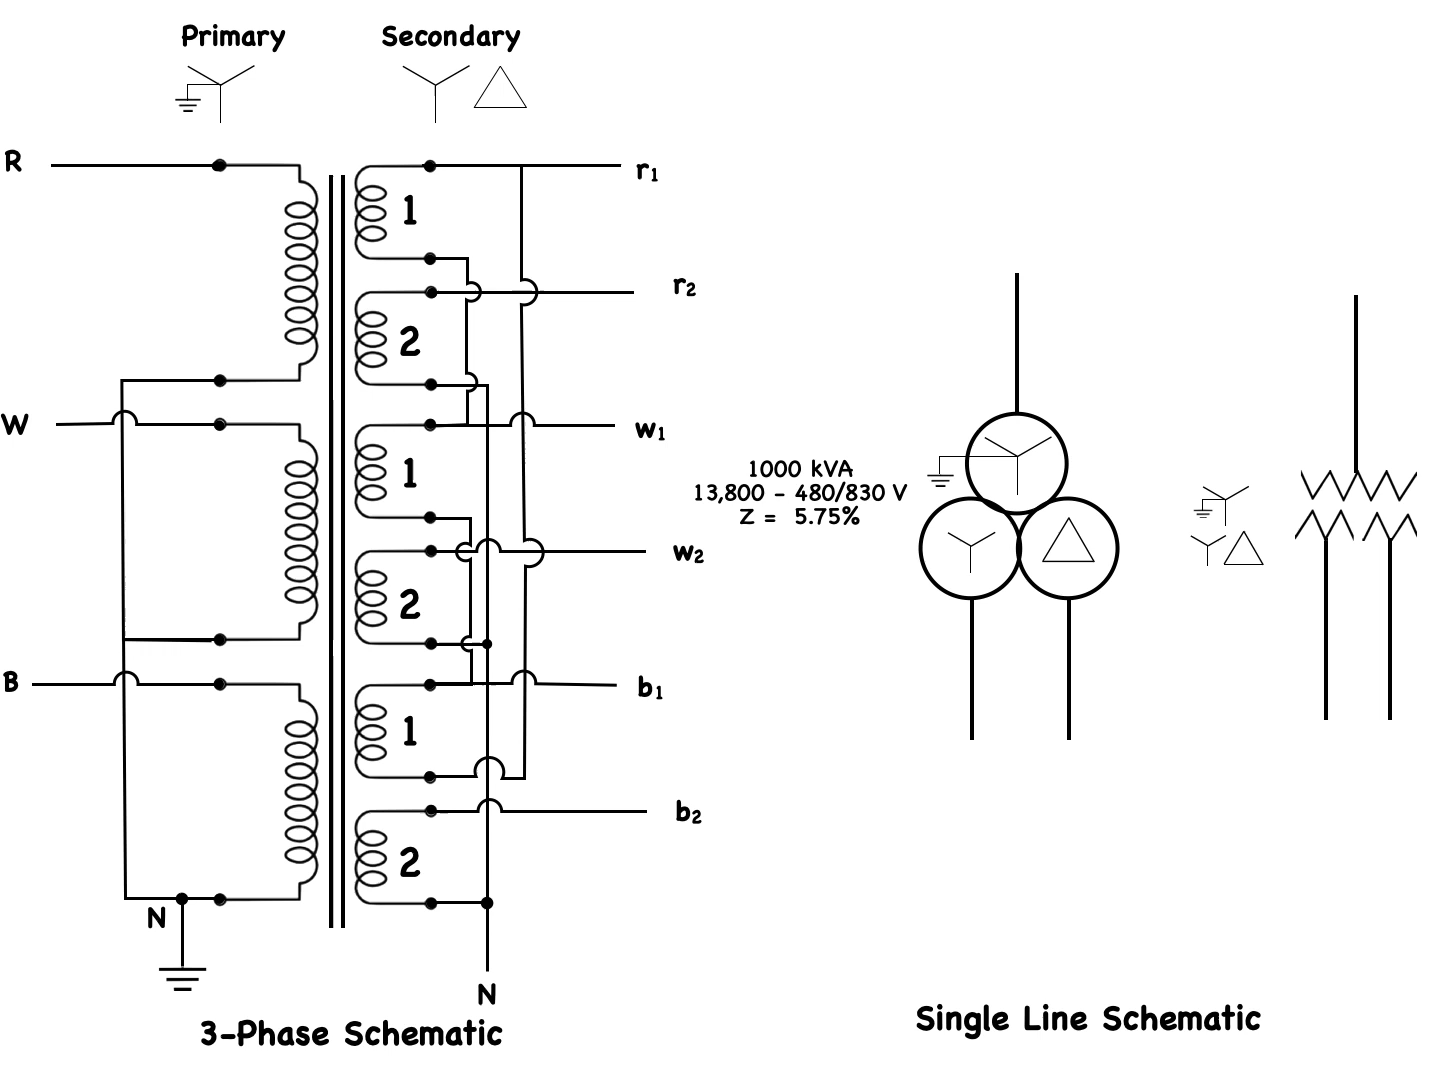 Primary Secondary
R
r1
1
r2
2
W
w1
1
1000 kVA
13,800 - 480/830 V
Z = 5.75%
w2
2
B
b1
1
b2
2
N
N
3-Phase Schematic
Single Line Schematic